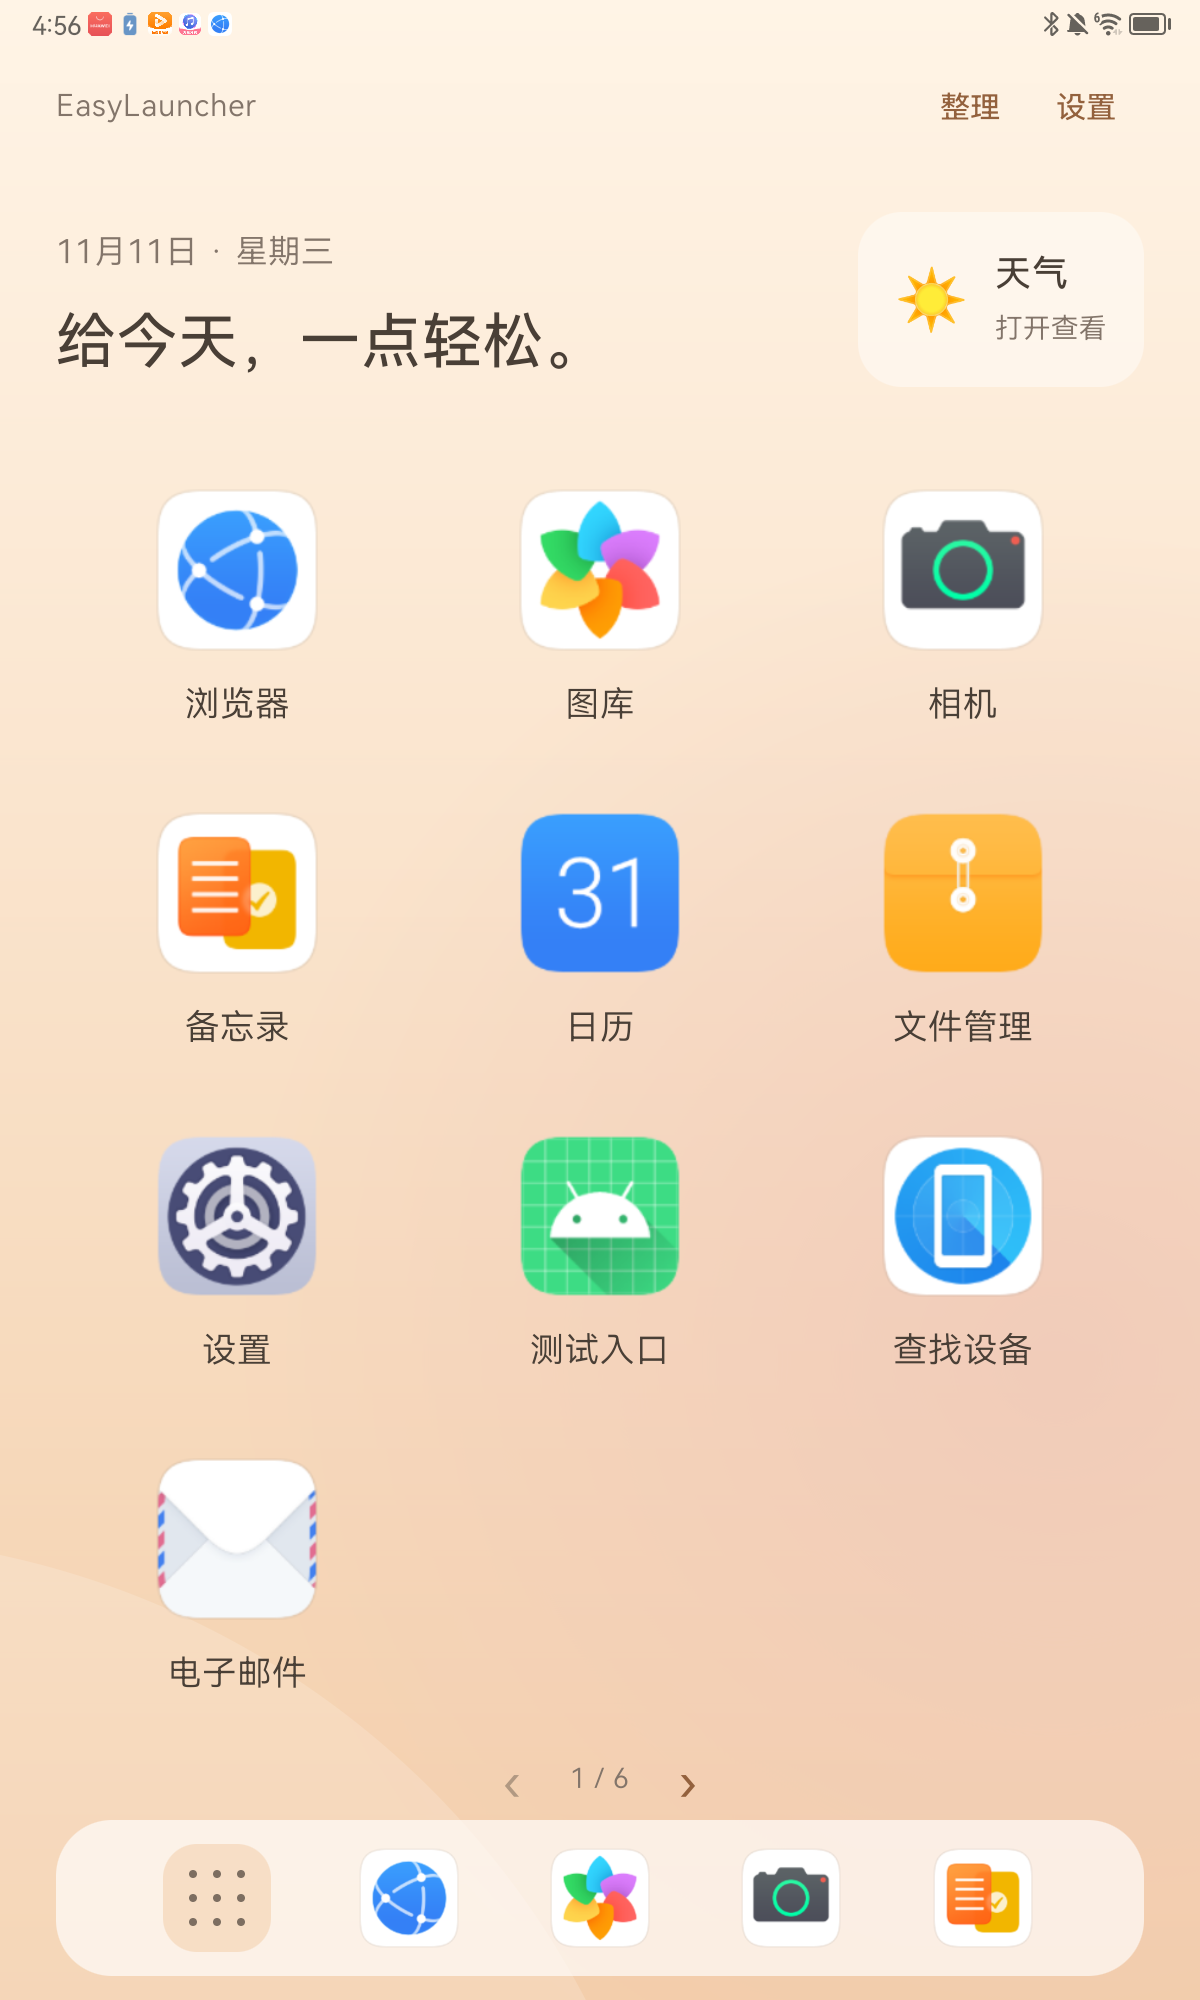 4:56
EasyLauncher
整理 设置
11月11日 · 星期三
给今天，一点轻松。
天气
打开查看
浏览器 图库 相机
31
备忘录 日历 文件管理
设置 测试入口 查找设备
电子邮件
‹ 1 / 6 ›